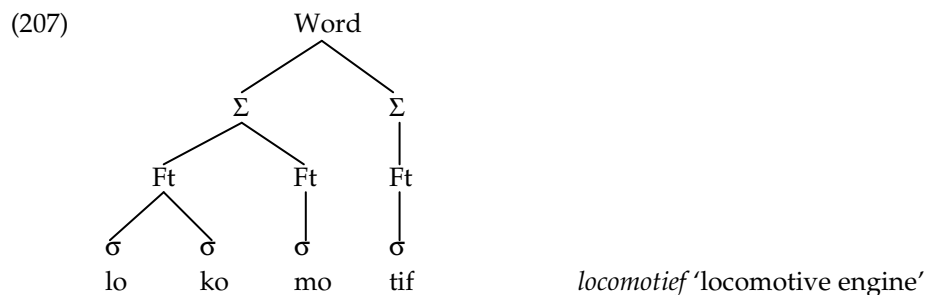 (207) Word
Σ Σ
Ft Ft Ft
σ σ σ σ
lo ko mo tif locomotief ‘locomotive engine’